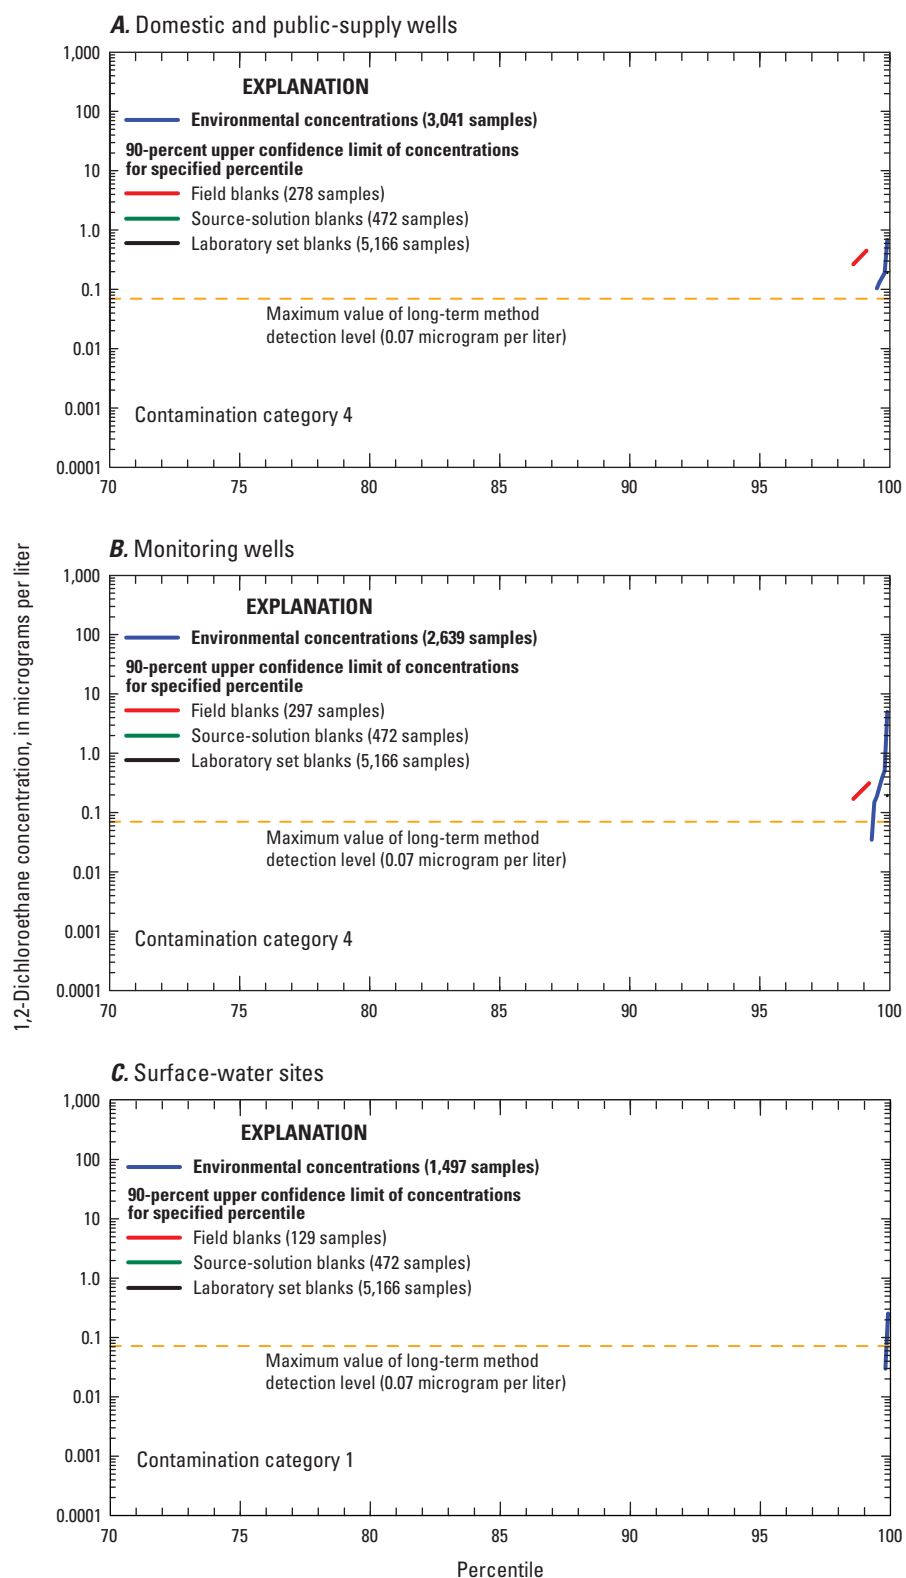 A. Domestic and public-supply wells
1,000
EXPLANATION
100
Environmental concentrations (3,041 samples)
90-percent upper confidence limit of concentrations
for specified percentile
10
Field blanks (278 samples)
Source-solution blanks (472 samples)
1.0
Laboratory set blanks (5,166 samples)
0.1
Maximum value of long-term method
detection level (0.07 microgram per liter)
0.01
0.001
Contamination category 4
0.0001
70 75 80 85 90 95 100
1,2-Dichloroethane concentration, in micrograms per liter
B. Monitoring wells
1,000
EXPLANATION
100
Environmental concentrations (2,639 samples)
90-percent upper confidence limit of concentrations
for specified percentile
10
Field blanks (297 samples)
Source-solution blanks (472 samples)
1.0
Laboratory set blanks (5,166 samples)
0.1
Maximum value of long-term method
detection level (0.07 microgram per liter)
0.01
0.001
Contamination category 4
0.0001
70 75 80 85 90 95 100
C. Surface-water sites
1,000
EXPLANATION
100
Environmental concentrations (1,497 samples)
90-percent upper confidence limit of concentrations
for specified percentile
10
Field blanks (129 samples)
Source-solution blanks (472 samples)
1.0
Laboratory set blanks (5,166 samples)
0.1
Maximum value of long-term method
detection level (0.07 microgram per liter)
0.01
0.001
Contamination category 1
0.0001
70 75 80 85 90 95 100
Percentile